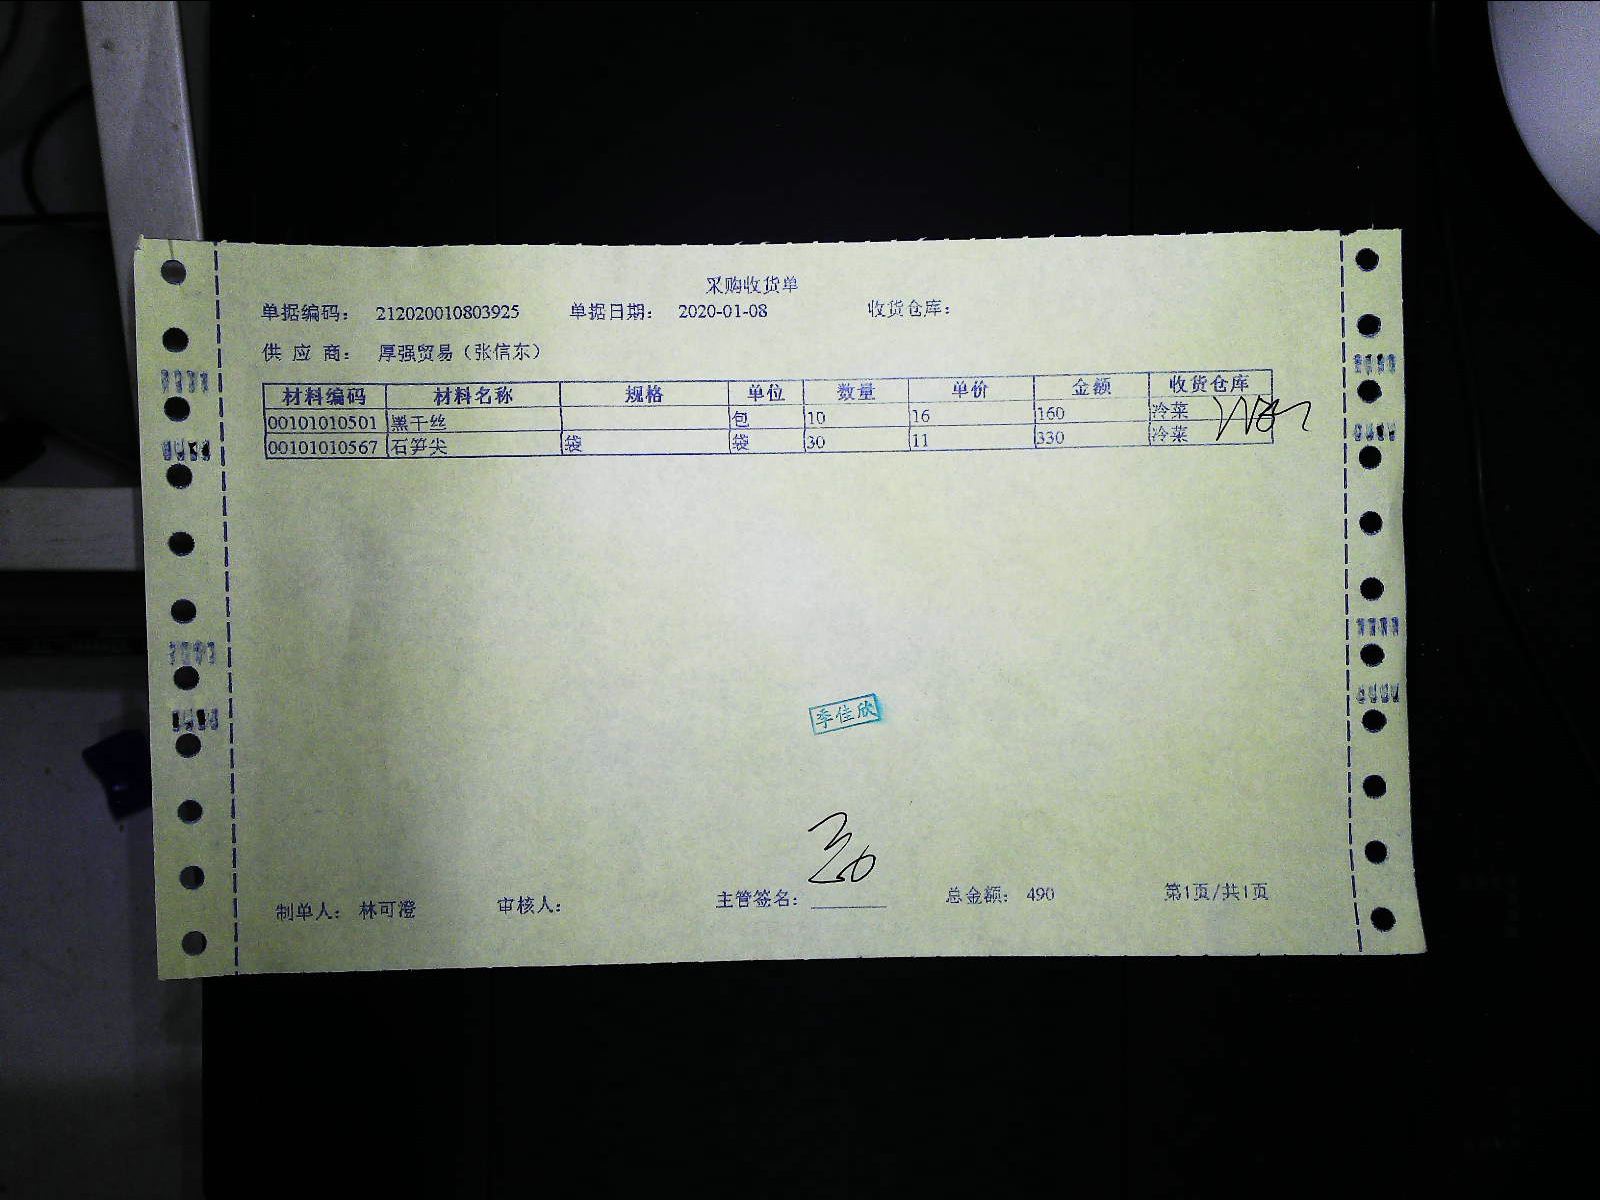 采购收货单
单据编码： 212020010803925 单据日期： 2020-01-08 收货仓库：
供 应 商： 厚强贸易（张信东）
材料编码 材料名称 规格 单位 数量 单价 金额 收货仓库
00101010501 黑干丝 包 10 16 160 冷菜
00101010567 石笋尖 袋 袋 30 11 330 冷菜
季佳欣
制单人： 林可澄 审核人： 主管签名： 总金额： 490 第1页/共1页